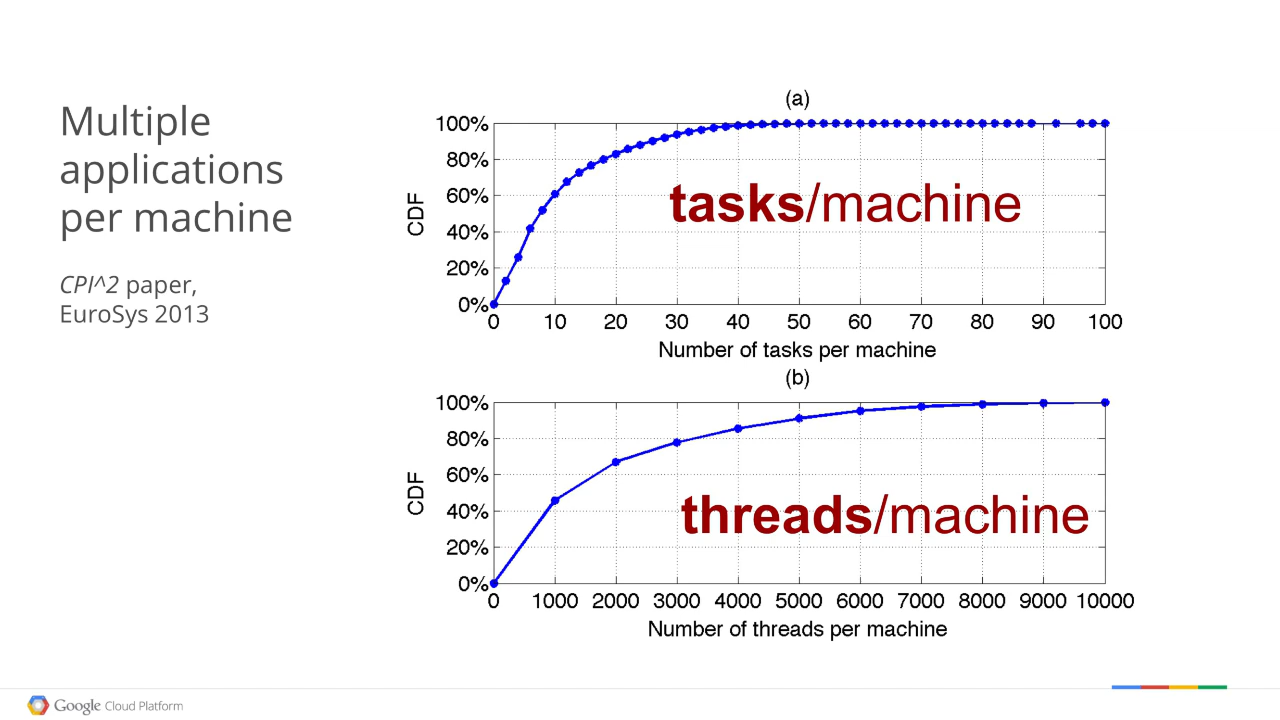 Multiple
applications
per machine
CPI^2 paper,
EuroSys 2013
(a)
100%
80%
60%
40%
20%
0%
CDF
tasks/machine
0 10 20 30 40 50 60 70 80 90 100
Number of tasks per machine
(b)
100%
80%
60%
40%
20%
0%
CDF
threads/machine
0 1000 2000 3000 4000 5000 6000 7000 8000 9000 10000
Number of threads per machine
Google Cloud Platform